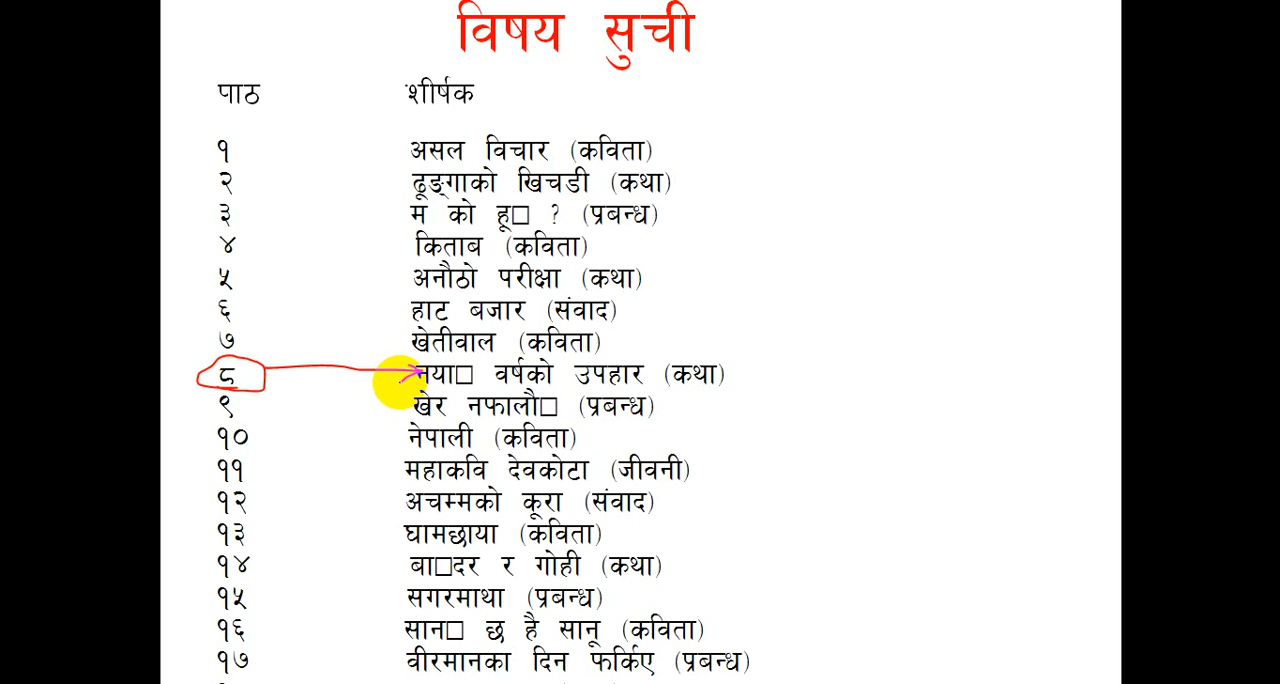 विषय सुची
पाठ शीर्षक
१ असल विचार (कविता)
२ ढूङ्गाको खिचडी (कथा)
३ म को हू□ ? (प्रबन्ध)
४ किताब (कविता)
५ अनौठो परीक्षा (कथा)
६ हाट बजार (संवाद)
७ खेतीवाल (कविता)
८ नया□ वर्षको उपहार (कथा)
९ खेर नफालौ□ (प्रबन्ध)
१० नेपाली (कविता)
११ महाकवि देवकोटा (जीवनी)
१२ अचम्मको कूरा (संवाद)
१३ घामछाया (कविता)
१४ बा□दर र गोही (कथा)
१५ सगरमाथा (प्रबन्ध)
१६ सान□ छ है सानू (कविता)
१७ वीरमानका दिन फर्किए (प्रबन्ध)